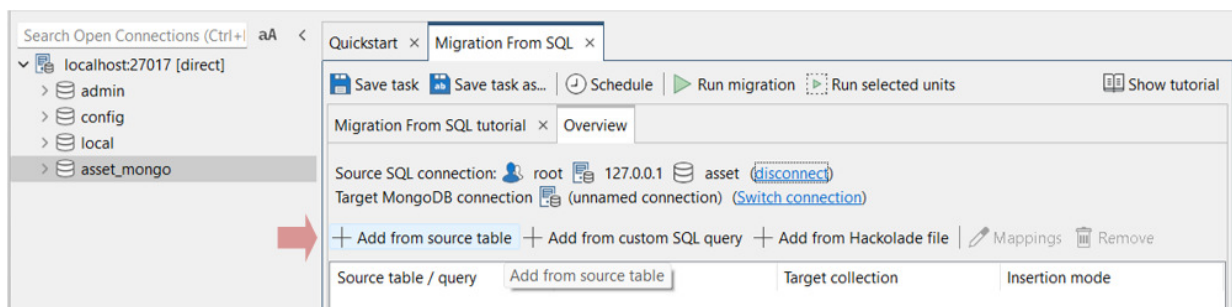 Search Open Connections (Ctrl+ aA
localhost:27017 [direct]
admin
config
local
asset_mongo
Quickstart × Migration From SQL ×
Save task Save task as... Schedule Run migration Run selected units Show tutorial
Migration From SQL tutorial × Overview
Source SQL connection: root 127.0.0.1 asset (disconnect)
Target MongoDB connection (unnamed connection) (Switch connection)
+ Add from source table + Add from custom SQL query + Add from Hackolade file Mappings Remove
Source table / query Add from source table Target collection Insertion mode